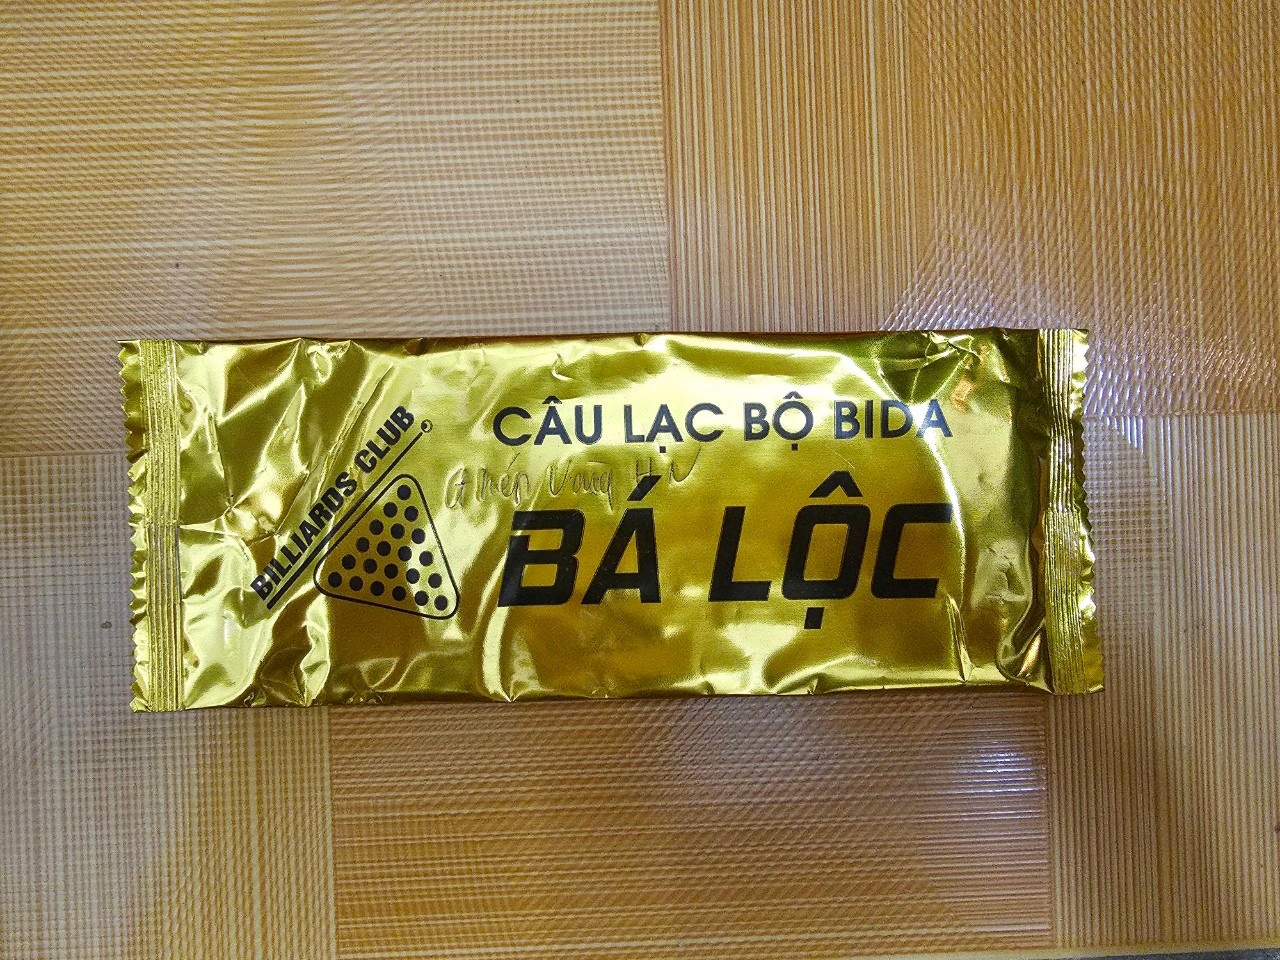 BILLIARDS CLUB
CÂU LẠC BỘ BIDA
BÁ LỘC